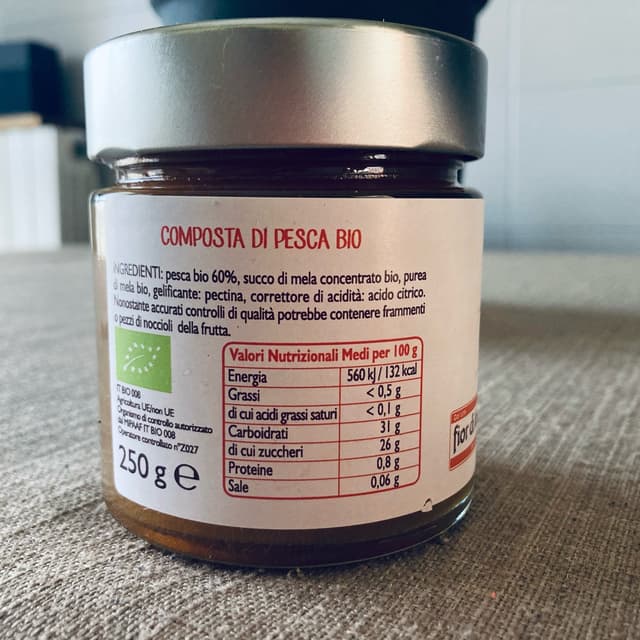 COMPOSTA DI PESCA BIO
INGREDIENTI: pesca bio 60%, succo di mela concentrato bio, purea
di mela bio, gelificante: pectina, correttore di acidità: acido citrico.
Nonostante accurati controlli di qualità potrebbe contenere frammenti
o pezzi di noccioli della frutta.
IT BIO 008
Agricoltura UE/non UE
Organismo di controllo autorizzato
dal MIPAAF IT BIO 008
Operatore controllato n°Z027
250 g e
Valori Nutrizionali Medi per 100 g
Energia 560 kJ / 132 kcal
Grassi < 0,5 g
di cui acidi grassi saturi < 0,1 g
Carboidrati 31 g
di cui zuccheri 26 g
Proteine 0,8 g
Sale 0,06 g
fior di